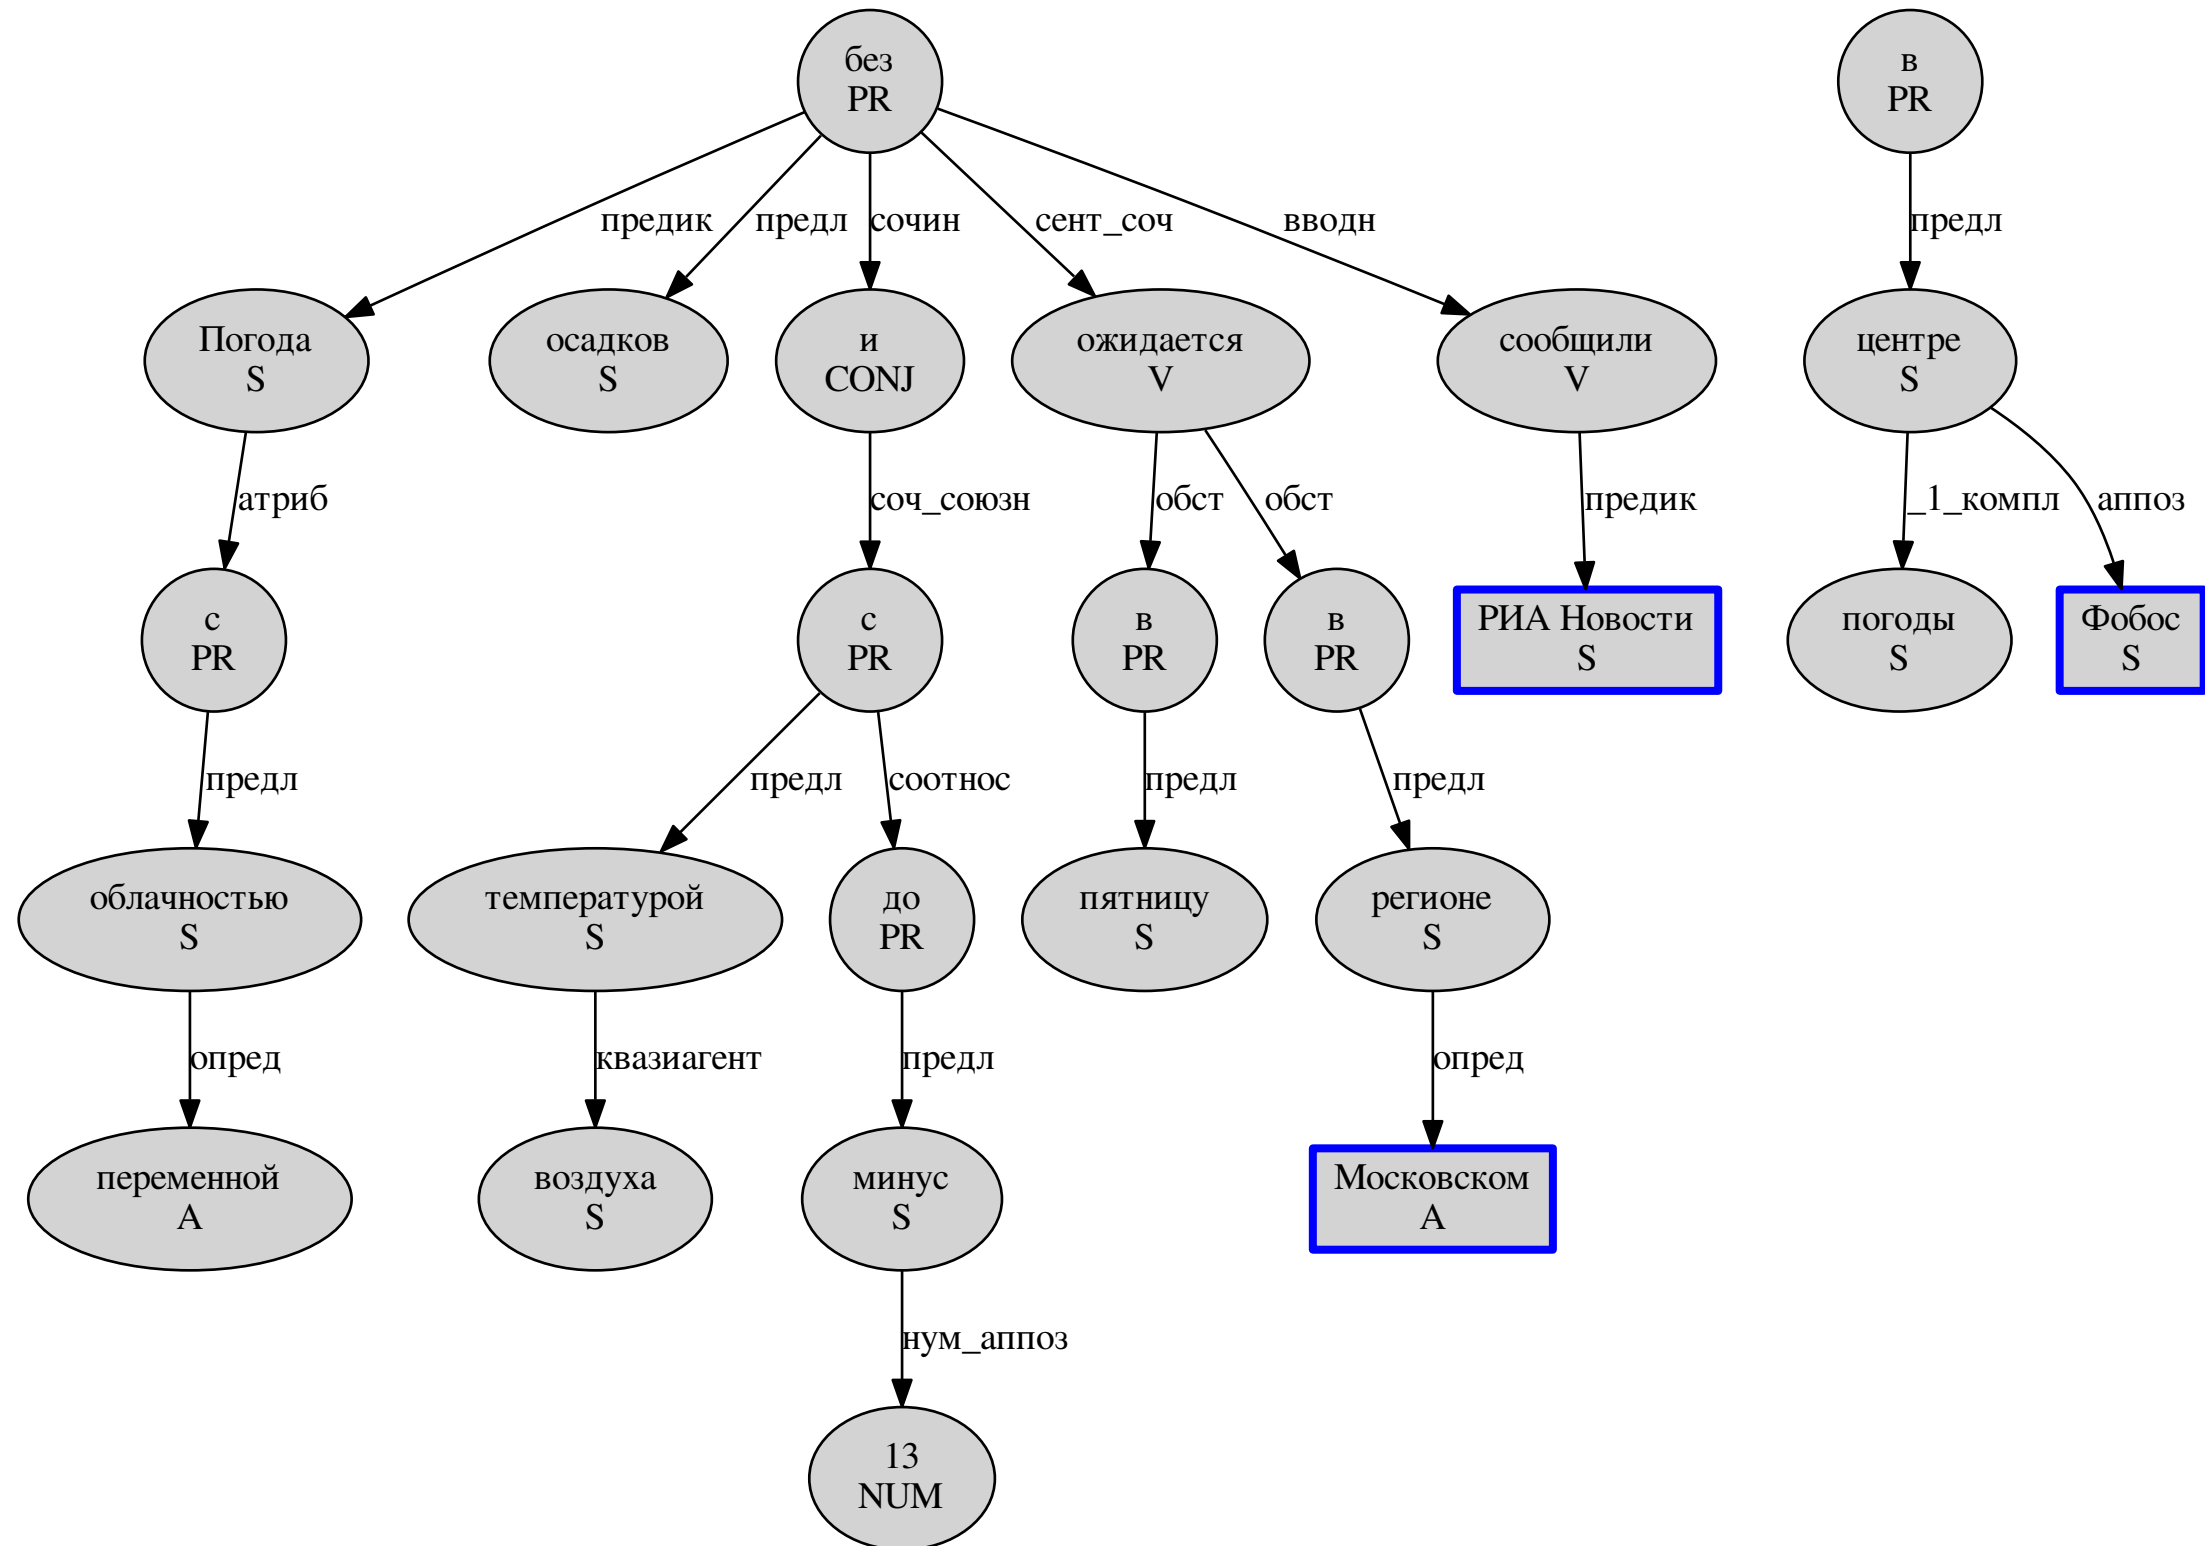 без
PR
в
PR
предик
предл
сочин
сент_соч
вводн
предл
Погода
S
осадков
S
и
CONJ
ожидается
V
сообщили
V
центре
S
атриб
соч_союзн
обст
обст
предик
_1_компл
аппоз
с
PR
с
PR
в
PR
в
PR
РИА Новости
S
погоды
S
Фобос
S
предл
предл
соотнос
предл
предл
облачностью
S
температурой
S
до
PR
пятницу
S
регионе
S
опред
квазиагент
предл
опред
переменной
A
воздуха
S
минус
S
Московском
A
нум_аппоз
13
NUM